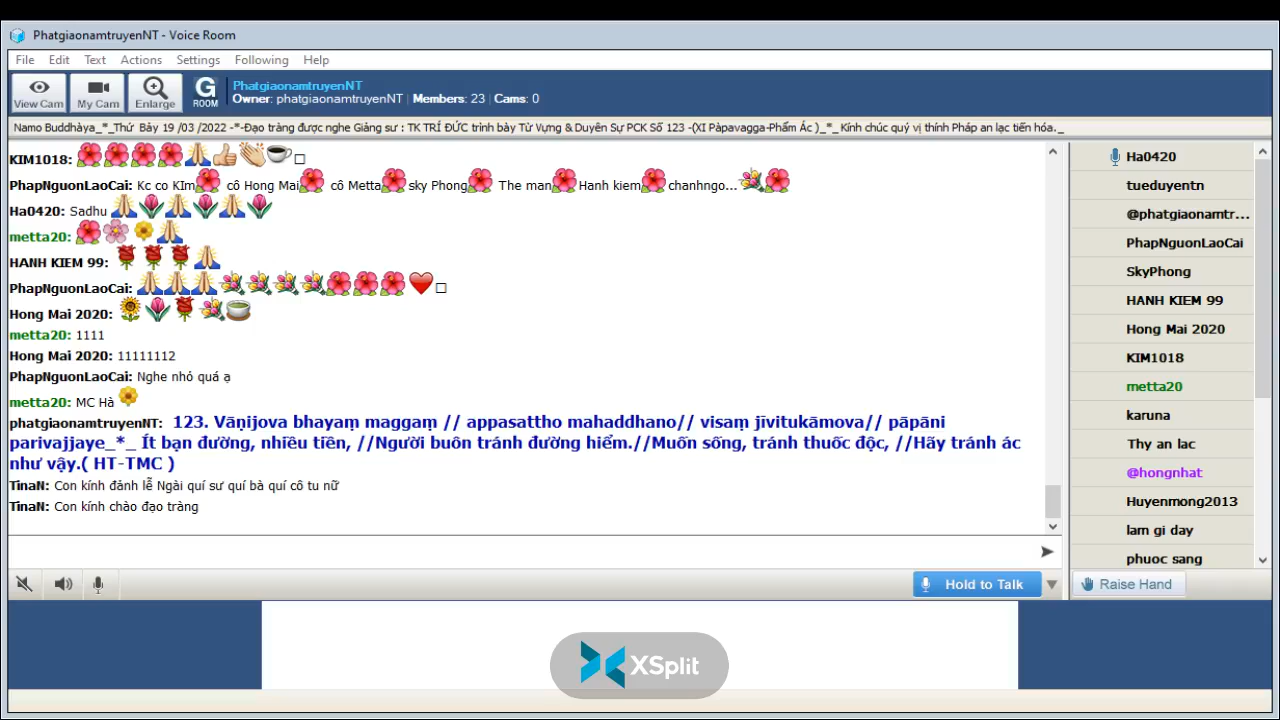 PhatgiaonamtruyenNT - Voice Room
File Edit Text Actions Settings Following Help
View Cam My Cam Enlarge G ROOM
PhatgiaonamtruyenNT
Owner: phatgiaonamtruyenNT | Members: 23 | Cams: 0
Namo Buddhàya_*_Thứ Bảy 19 /03 /2022 -*-Đạo tràng được nghe Giảng sư : TK TRÍ ĐỨC trình bày Từ Vựng & Duyên Sự PCK Số 123 -(XI Pàpavagga-Phẩm Ác )_*_ Kính chúc quý vị thính Pháp an lạc tiến hóa._
KIM1018:
PhapNguonLaoCai: Kc co KIm cô Hong Mai cô Metta sky Phong The man Hanh kiem chanhngo...
Ha0420: Sadhu
metta20:
HANH KIEM 99:
PhapNguonLaoCai:
Hong Mai 2020:
metta20: 1111
Hong Mai 2020: 11111112
PhapNguonLaoCai: Nghe nhỏ quá ạ
metta20: MC Hà
phatgiaonamtruyenNT: 123. Vāṇijova bhayaṃ maggaṃ // appasattho mahaddhano// visaṃ jīvitukāmova// pāpāni
parivajjaye_*_ Ít bạn đường, nhiều tiền, //Người buôn tránh đường hiểm.//Muốn sống, tránh thuốc độc, //Hãy tránh ác
như vậy.( HT-TMC )
TinaN: Con kính đảnh lễ Ngài quí sư quí bà quí cô tu nữ
TinaN: Con kính chào đạo tràng
Ha0420
tueduyentn
@phatgiaonamtr...
PhapNguonLaoCai
SkyPhong
HANH KIEM 99
Hong Mai 2020
KIM1018
metta20
karuna
Thy an lac
@hongnhat
Huyenmong2013
lam gi day
phuoc sang
Hold to Talk
Raise Hand
XSplit